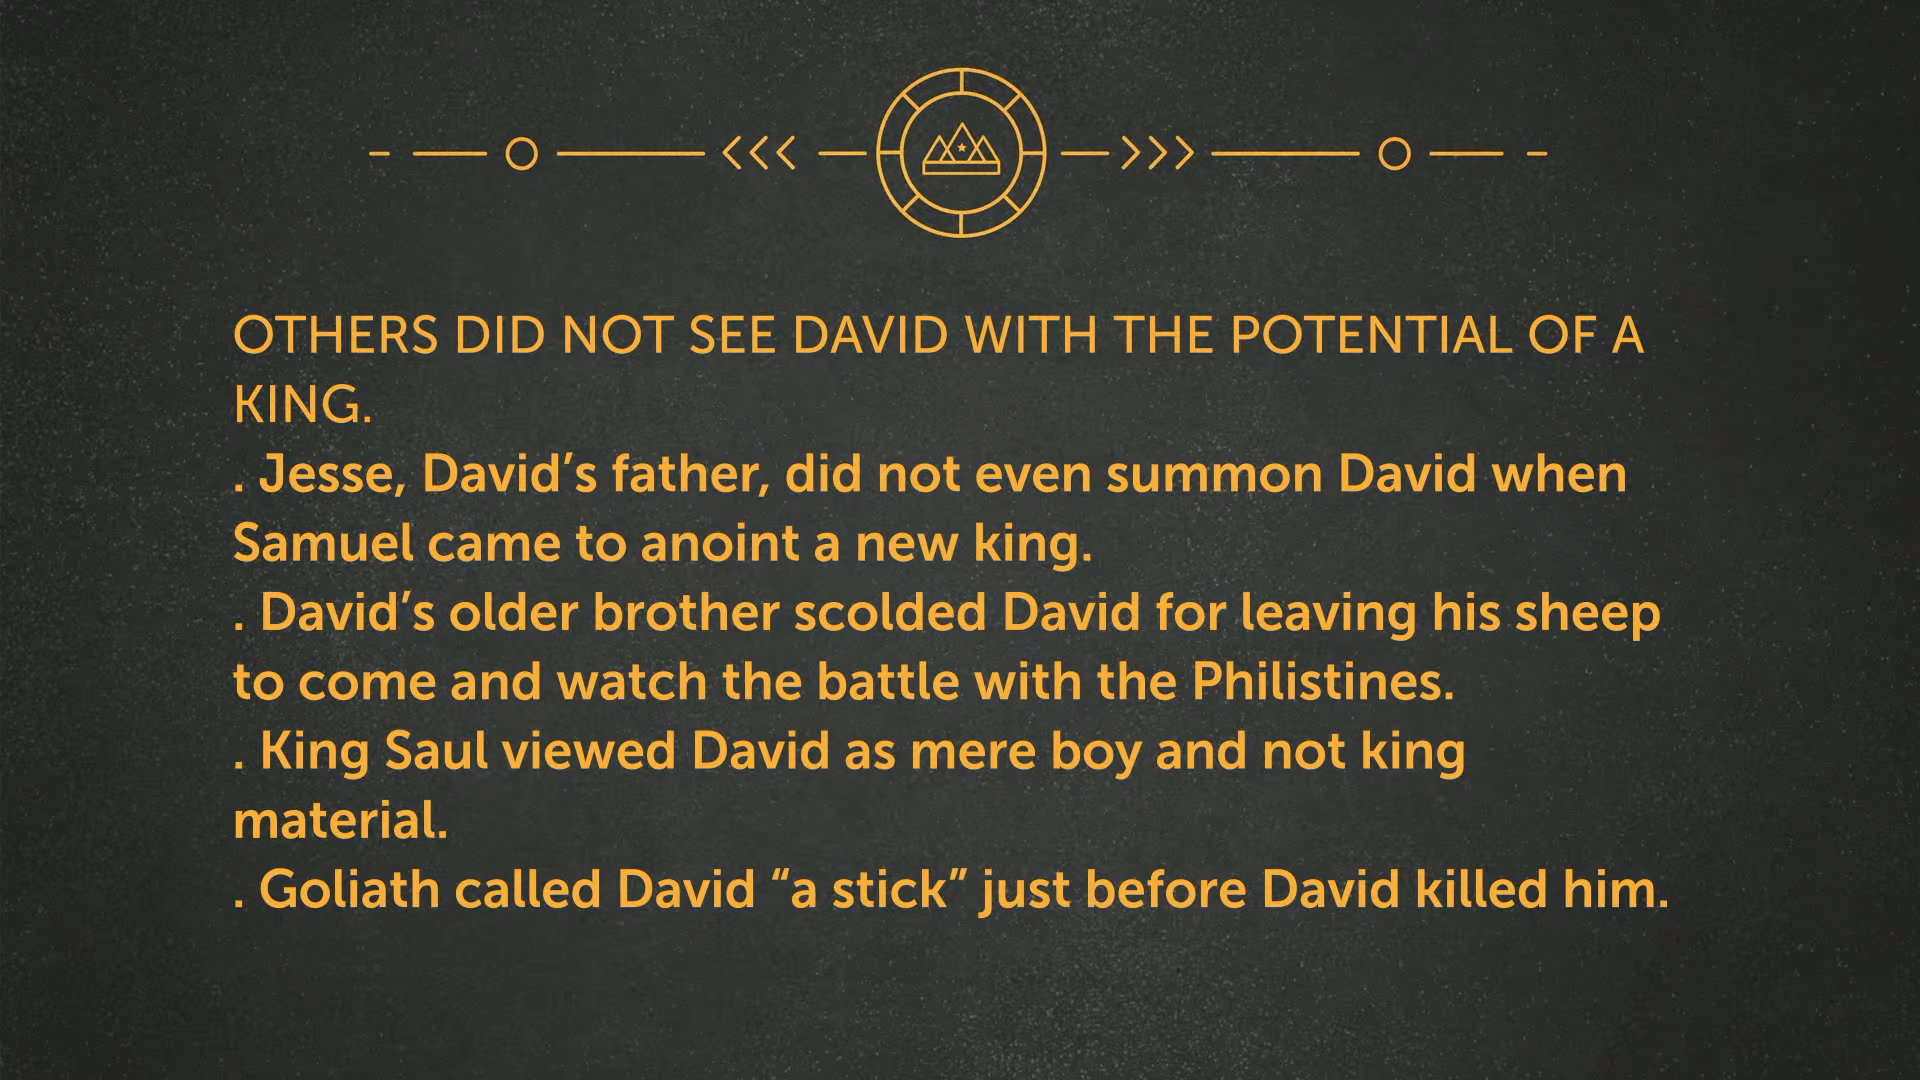 OTHERS DID NOT SEE DAVID WITH THE POTENTIAL OF A
KING.
. Jesse, David’s father, did not even summon David when
Samuel came to anoint a new king.
. David’s older brother scolded David for leaving his sheep
to come and watch the battle with the Philistines.
. King Saul viewed David as mere boy and not king
material.
. Goliath called David “a stick” just before David killed him.